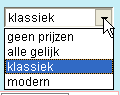 klassiek
geen prijzen
alle gelijk
klassiek
modern